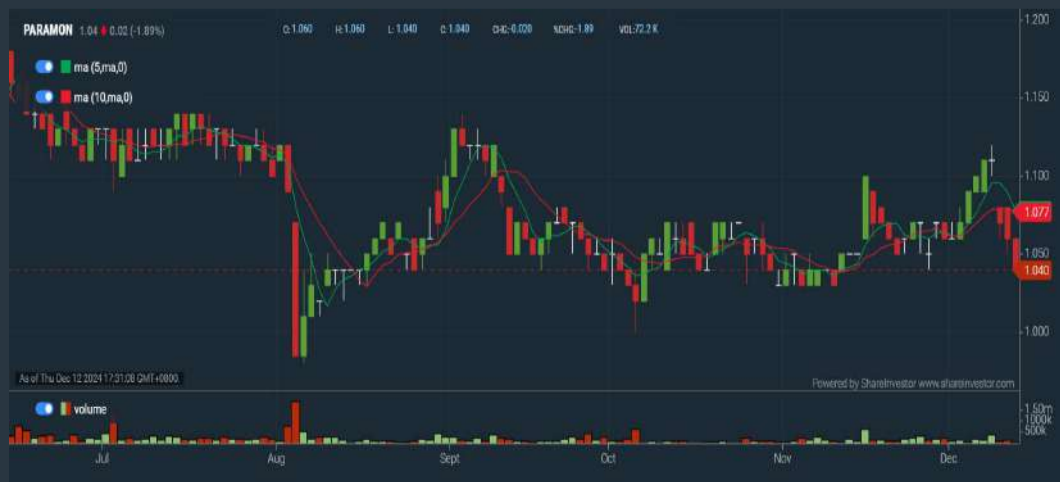 PARAMON 1.04 0.02 (-1.89%) O: 1.060 H: 1.060 L: 1.040 C: 1.040 CHG:-0.020 %CHG:-1.89 VOL:72.2 K
ma (5,ma,0)
ma (10,ma,0)
1.200
1.150
1.100
1.077
1.050
1.040
1.000
As of Thu Dec 12 2024 17:31:08 GMT+0800.
Powered by ShareInvestor www.shareinvestor.com
volume
1.50m
1000k
500k
Jul Aug Sept Oct Nov Dec